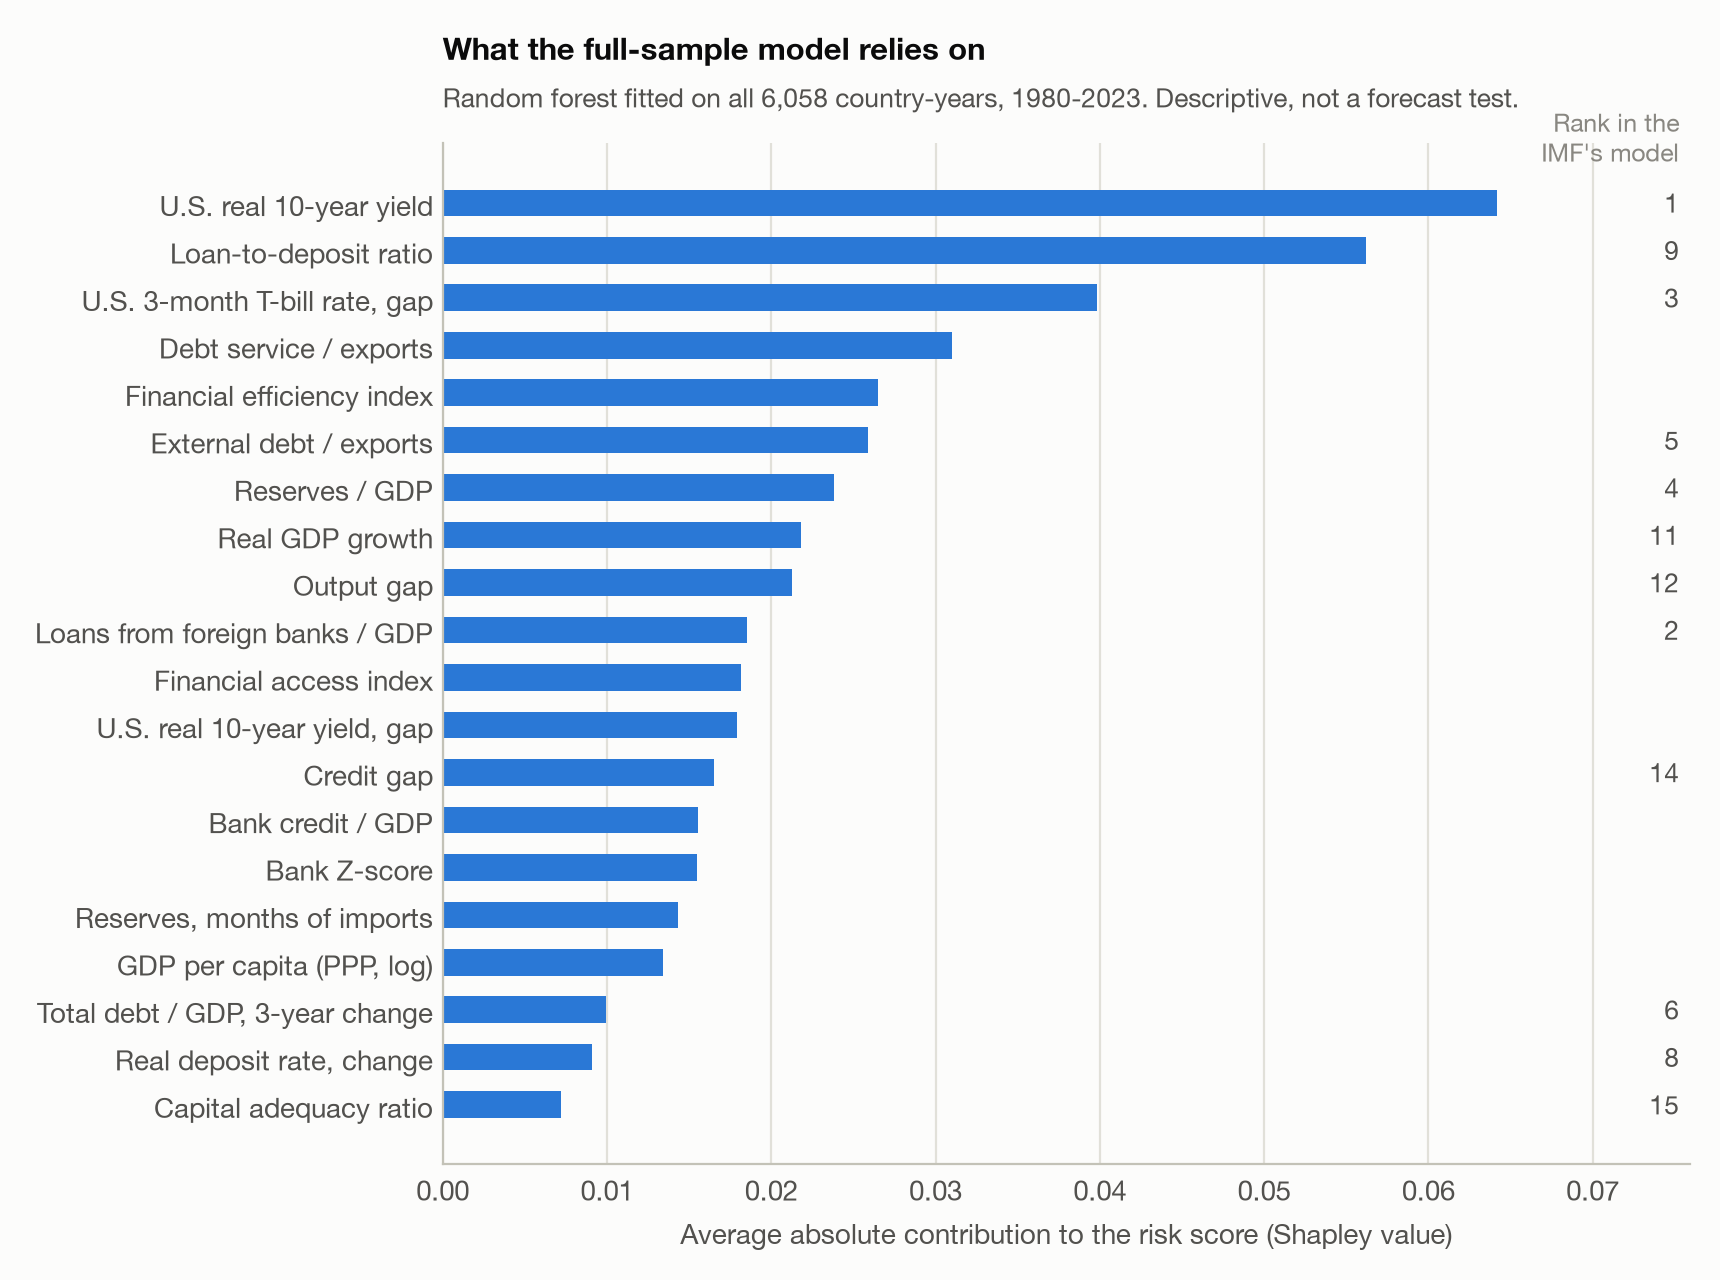 What the full-sample model relies on
Random forest fitted on all 6,058 country-years, 1980-2023. Descriptive, not a forecast test.
Rank in the
IMF's model
U.S. real 10-year yield 1
Loan-to-deposit ratio 9
U.S. 3-month T-bill rate, gap 3
Debt service / exports
Financial efficiency index
External debt / exports 5
Reserves / GDP 4
Real GDP growth 11
Output gap 12
Loans from foreign banks / GDP 2
Financial access index
U.S. real 10-year yield, gap
Credit gap 14
Bank credit / GDP
Bank Z-score
Reserves, months of imports
GDP per capita (PPP, log)
Total debt / GDP, 3-year change 6
Real deposit rate, change 8
Capital adequacy ratio 15
0.00 0.01 0.02 0.03 0.04 0.05 0.06 0.07
Average absolute contribution to the risk score (Shapley value)